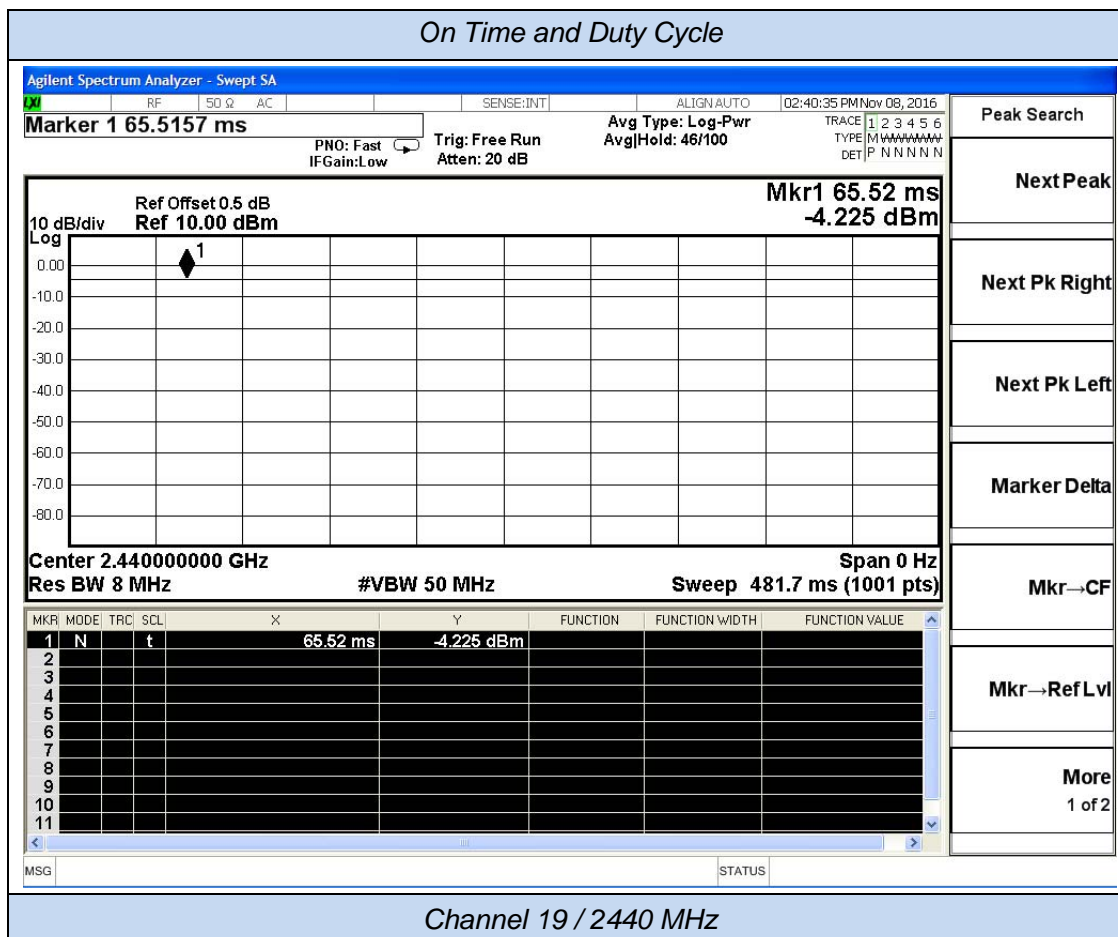 On Time and Duty Cycle
Agilent Spectrum Analyzer - Swept SA
LXI RF 50 Ω AC SENSE:INT ALIGN AUTO 02:40:35 PM Nov 08, 2016
Marker 1 65.5157 ms
PNO: Fast
IFGain:Low
Trig: Free Run
Atten: 20 dB
Avg Type: Log-Pwr
Avg|Hold: 46/100
TRACE 1 2 3 4 5 6
TYPE M WWWWW
DET P N N N N N
Ref Offset 0.5 dB
10 dB/div Ref 10.00 dBm
Log
Mkr1 65.52 ms
-4.225 dBm
1
0.00
-10.0
-20.0
-30.0
-40.0
-50.0
-60.0
-70.0
-80.0
Center 2.440000000 GHz Span 0 Hz
Res BW 8 MHz #VBW 50 MHz Sweep 481.7 ms (1001 pts)
MKR MODE TRC SCL X Y FUNCTION FUNCTION WIDTH FUNCTION VALUE
1 N t 65.52 ms -4.225 dBm
2
3
4
5
6
7
8
9
10
11
MSG STATUS
Peak Search
Next Peak
Next Pk Right
Next Pk Left
Marker Delta
Mkr→CF
Mkr→Ref Lvl
More
1 of 2
Channel 19 / 2440 MHz